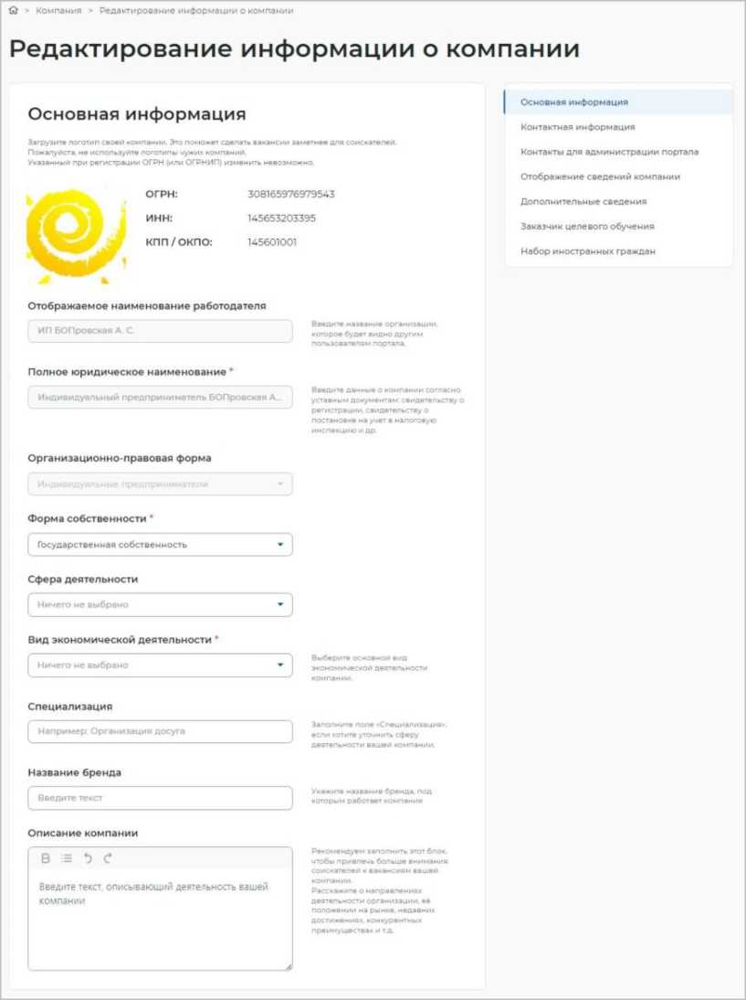 > Компания > Редактирование информации о компании
Редактирование информации о компании
Основная информация
Загрузите логотип своей компании. Это поможет сделать вакансии заметнее для соискателей.
Пожалуйста, не используйте логотипы чужих компаний.
Указанный при регистрации ОГРН (или ОГРНИП) изменить невозможно.
ОГРН: 308165976979543
ИНН: 145653203395
КПП / ОКПО: 145601001
Отображаемое наименование работодателя
ИП БОПровская А. С.
Введите название организации,
которое будет видно другим
пользователям портала.
Полное юридическое наименование *
Индивидуальный предприниматель БОПровская А...
Введите данные о компании согласно
уставным документам: свидетельству о
регистрации, свидетельству о
постановке на учет в налоговую
инспекцию и др.
Организационно-правовая форма
Индивидуальные предприниматели
Форма собственности *
Государственная собственность
Сфера деятельности
Ничего не выбрано
Вид экономической деятельности *
Ничего не выбрано
Выберите основной вид
экономической деятельности
компании.
Специализация
Например: Организация досуга
Заполните поле «Специализация»,
если хотите уточнить сферу
деятельности вашей компании.
Название бренда
Введите текст
Укажите название бренда, под
которым работает компания
Описание компании
B
Введите текст, описывающий деятельность вашей
компании
Рекомендуем заполнить этот блок,
чтобы привлечь больше внимания
соискателей к вакансиям вашей
компании.
Расскажите о направлениях
деятельности организации, её
положении на рынке, недавних
достижениях, конкурентных
преимуществах и т.д.
Основная информация
Контактная информация
Контакты для администрации портала
Отображение сведений компании
Дополнительные сведения
Заказчик целевого обучения
Набор иностранных граждан